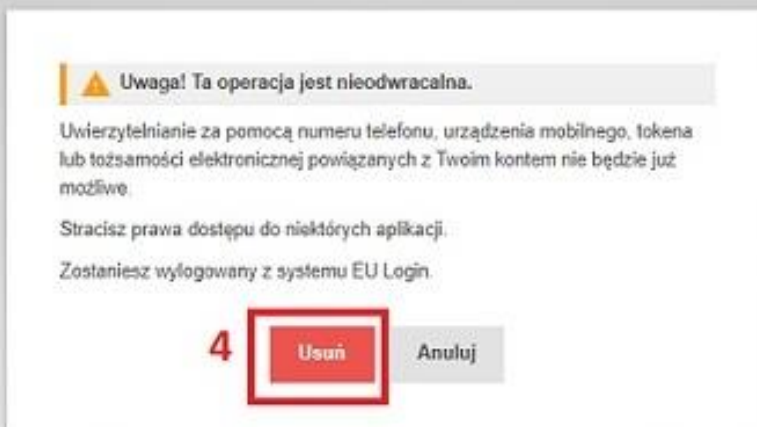 Uwaga! Ta operacja jest nieodwracalna.
Uwierzytelnianie za pomocą numeru telefonu, urządzenia mobilnego, tokena
lub tożsamości elektronicznej powiązanych z Twoim kontem nie będzie już
możliwe.
Stracisz prawa dostępu do niektórych aplikacji.
Zostaniesz wylogowany z systemu EU Login.
4 Usuń Anuluj